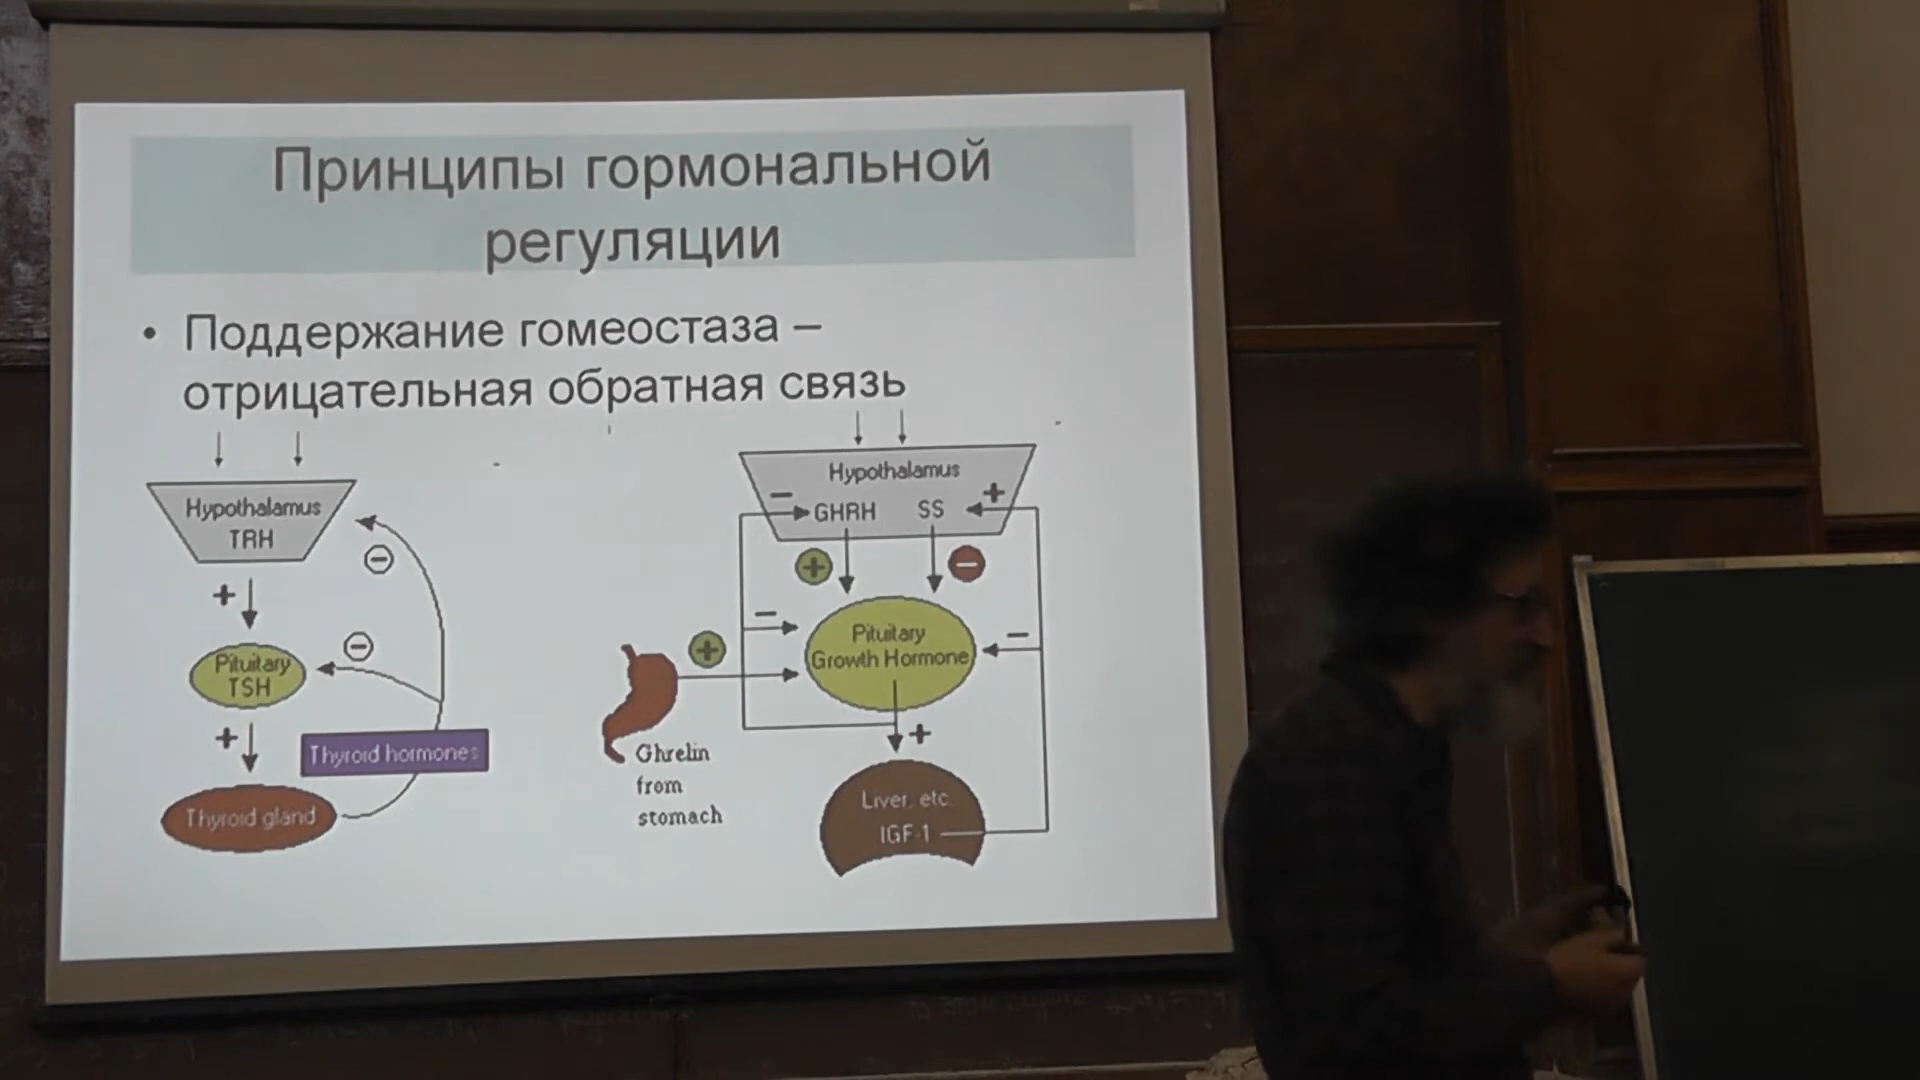 Принципы гормональной
регуляции
• Поддержание гомеостаза –
отрицательная обратная связь
Hypothalamus
TRH
+
Pituitary
TSH
+
Thyroid hormones
Thyroid gland
Hypothalamus
GHRH SS
Pituitary
Growth Hormone
+
Ghrelin
from
stomach
Liver, etc.
IGF-1